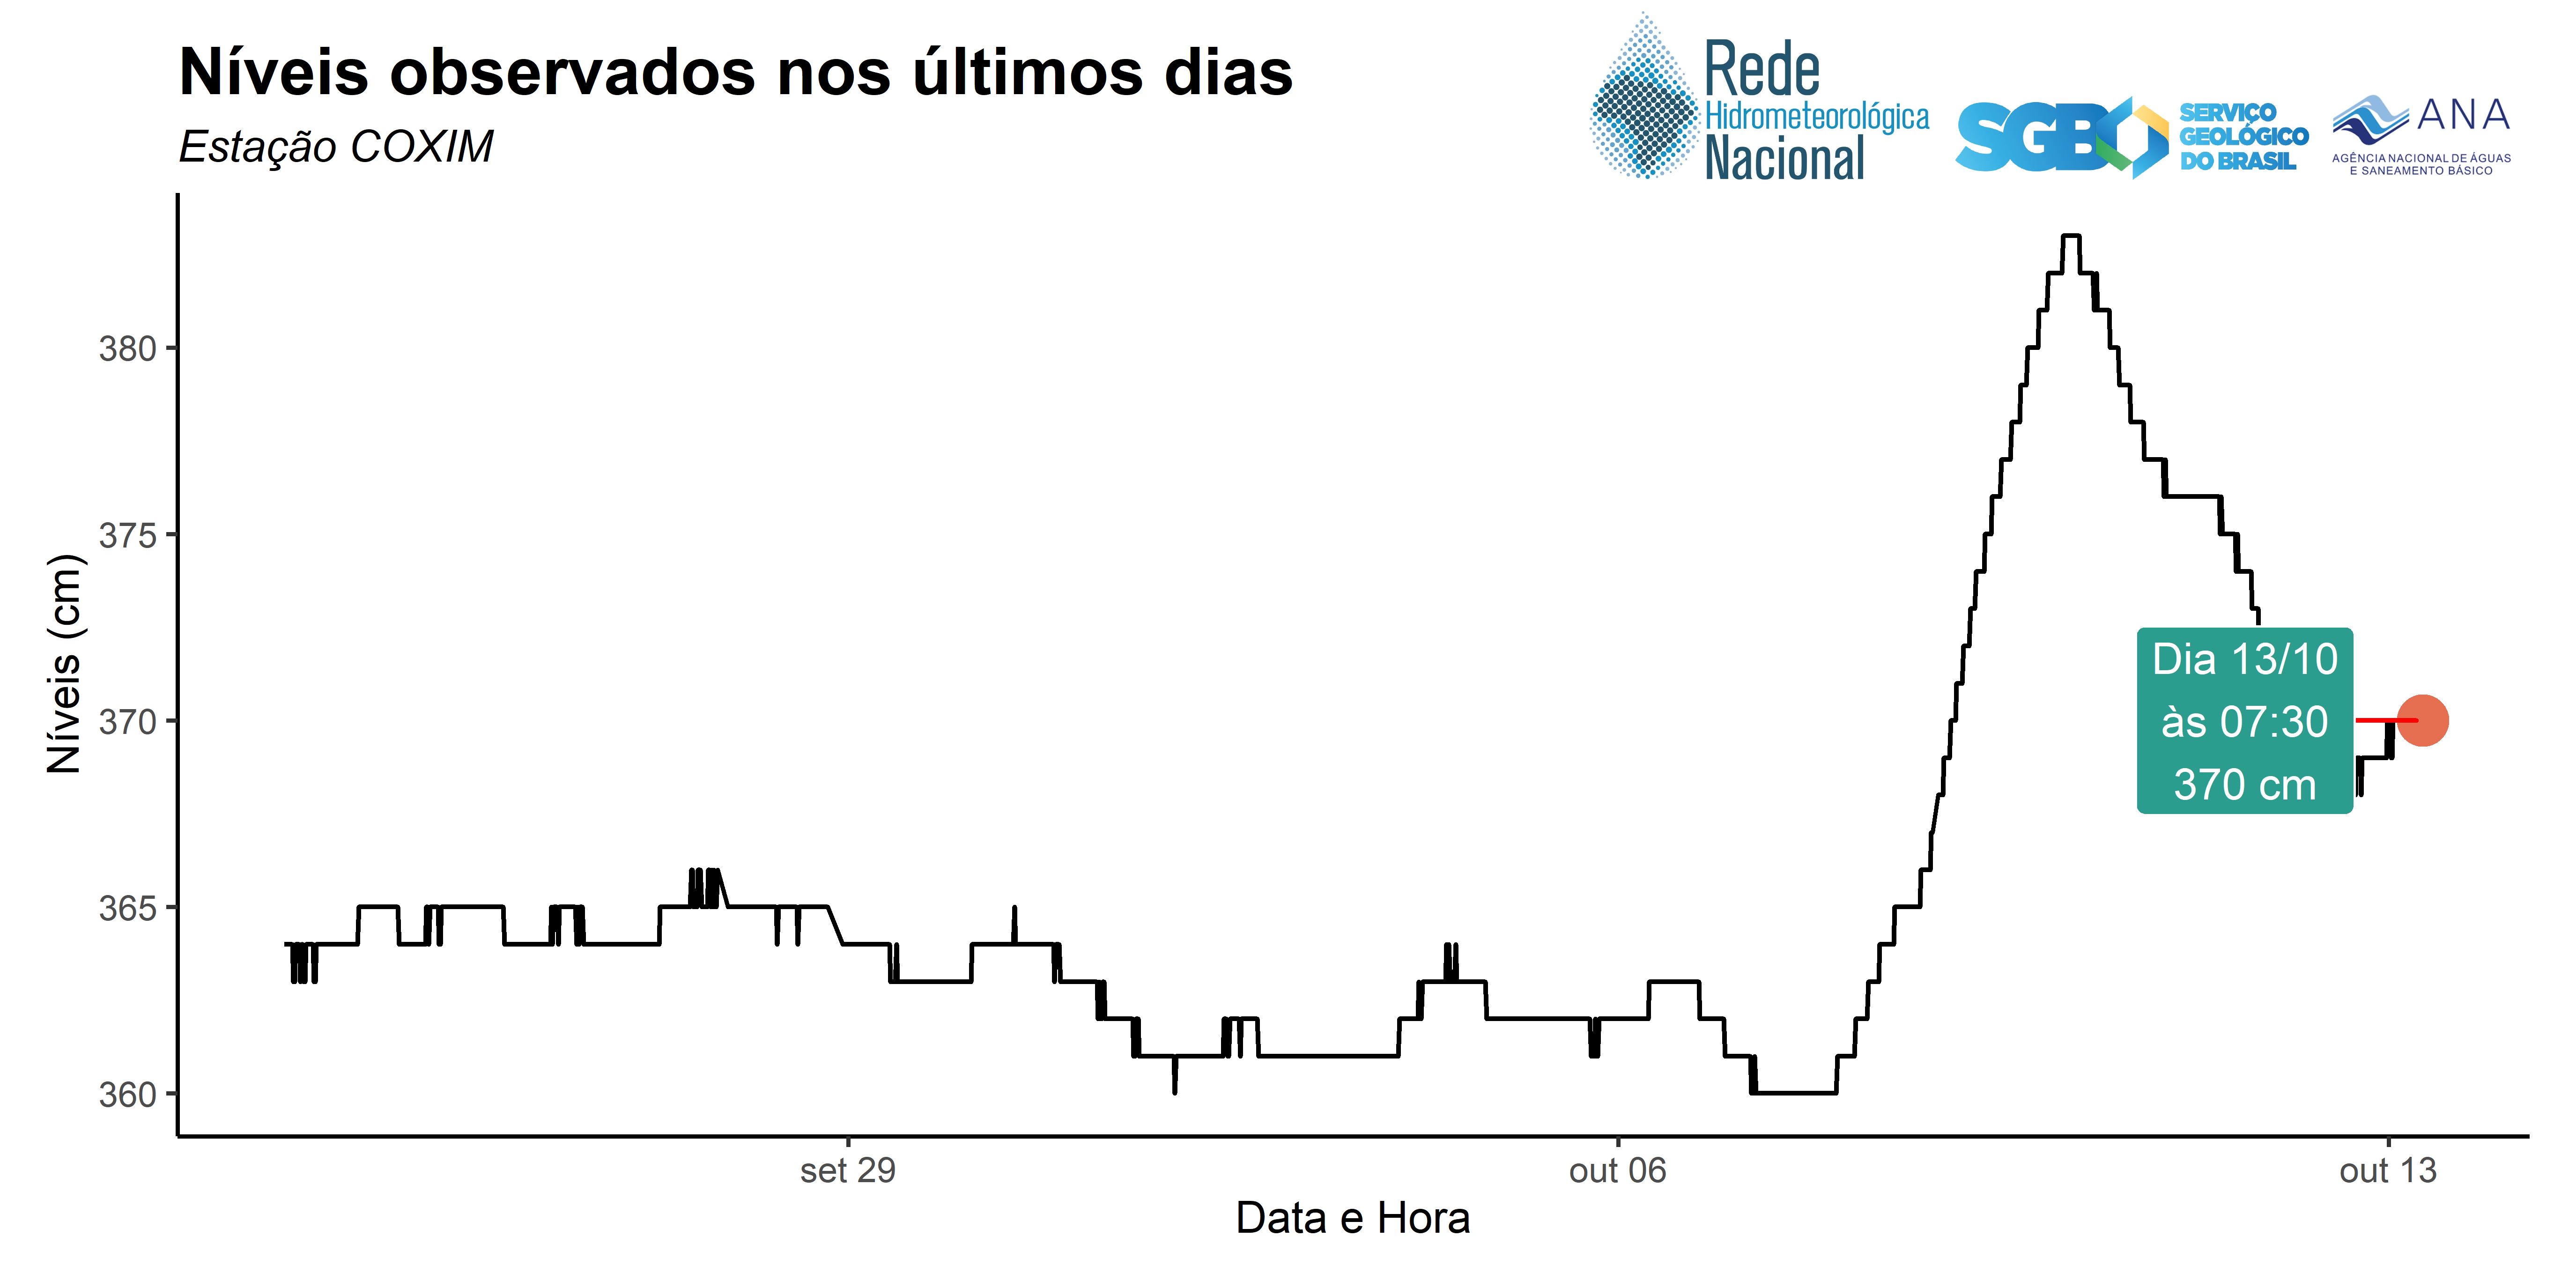 Níveis observados nos últimos dias
Estação COXIM
Rede
Hidrometeorológica
Nacional
SGB
SERVIÇO
GEOLÓGICO
DO BRASIL
ANA
AGÊNCIA NACIONAL DE ÁGUAS
E SANEAMENTO BÁSICO
Níveis (cm)
380
375
370
365
360
Dia 13/10
às 07:30
370 cm
set 29
out 06
out 13
Data e Hora